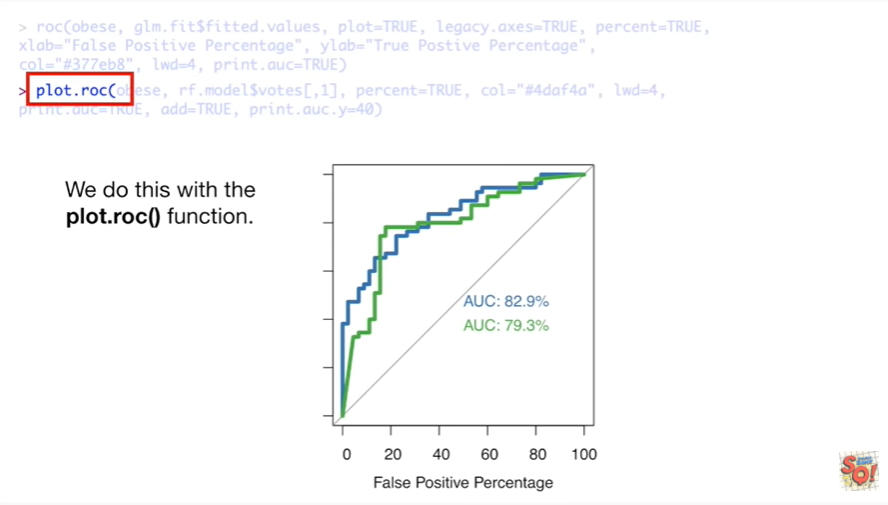 > roc(obese, glm.fit$fitted.values, plot=TRUE, legacy.axes=TRUE, percent=TRUE,
xlab="False Positive Percentage", ylab="True Postive Percentage",
col="#377eb8", lwd=4, print.auc=TRUE)
> plot.roc(obese, rf.model$votes[,1], percent=TRUE, col="#4daf4a", lwd=4,
print.auc=TRUE, add=TRUE, print.auc.y=40)
We do this with the
plot.roc() function.
AUC: 82.9%
AUC: 79.3%
0 20 40 60 80 100
False Positive Percentage
SQ!